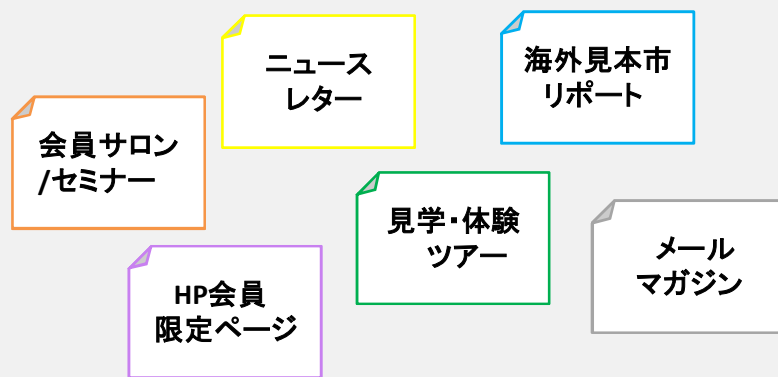 ニュース
レター
海外見本市
リポート
会員サロン
/セミナー
見学・体験
ツアー
メール
マガジン
HP会員
限定ページ